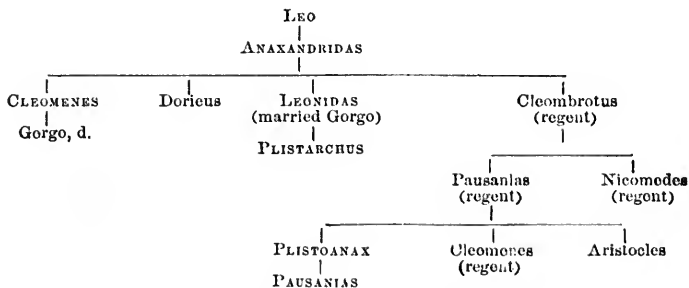 LEO
ANAXANDRIDAS
CLEOMENES Dorieus LEONIDAS Cleombrotus
Gorgo, d. (married Gorgo) (regent)
PLISTARCHUS
Pausanias Nicomedes
(regent) (regent)
PLISTOANAX Cleomenes Aristocles
(regent)
PAUSANIAS